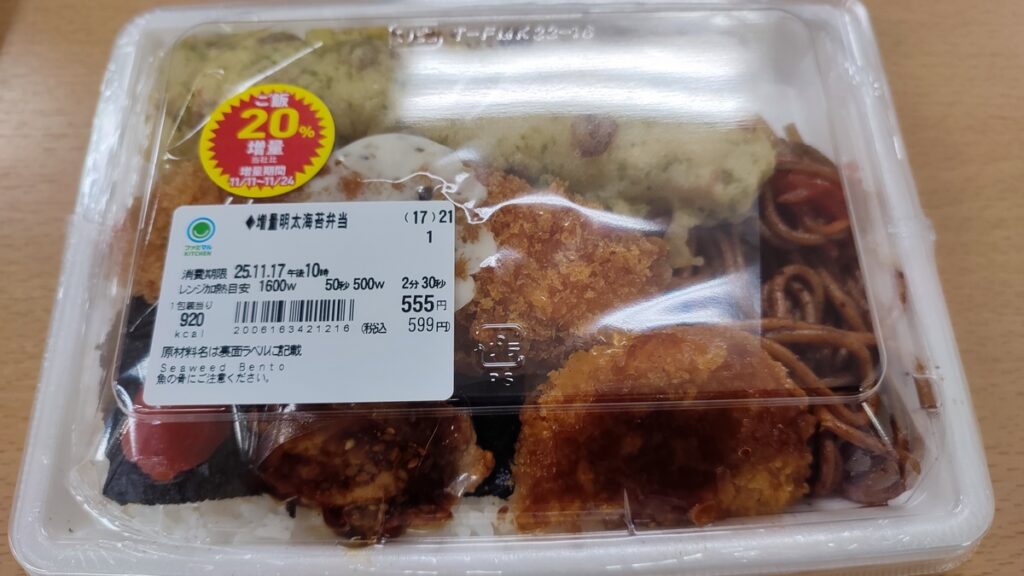 T-FMK22-16
ご飯
20%
増量
当社比
増量期間
11/11~11/24
ファミマル
KITCHEN
◆増量明太海苔弁当
(17)21
1
消費期限 25.11.17 午後10時
レンジ加熱目安 1600W 50秒 500W 2分30秒
1包装当り
920
kcal
555円
2006163421216
(税込 599円)
原材料名は裏面ラベルに記載
Seaweed Bento
魚の骨にご注意ください。
PS